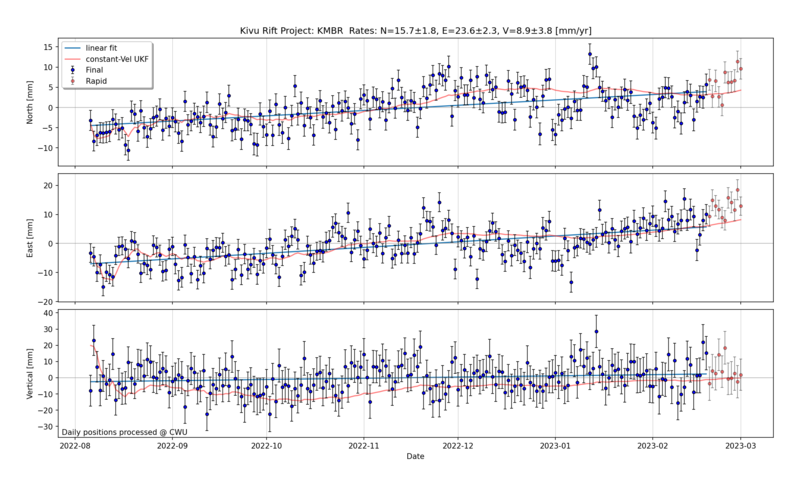 Kivu Rift Project: KMBR  Rates: N=15.7±1.8, E=23.6±2.3, V=8.9±3.8 [mm/yr]
linear fit
constant-Vel UKF
Final
Rapid
15
10
5
0
−5
−10
North [mm]
20
10
0
−10
−20
East [mm]
40
30
20
10
0
−10
−20
−30
Vertical [mm]
Daily positions processed @ CWU
2022-08 2022-09 2022-10 2022-11 2022-12 2023-01 2023-02 2023-03
Date